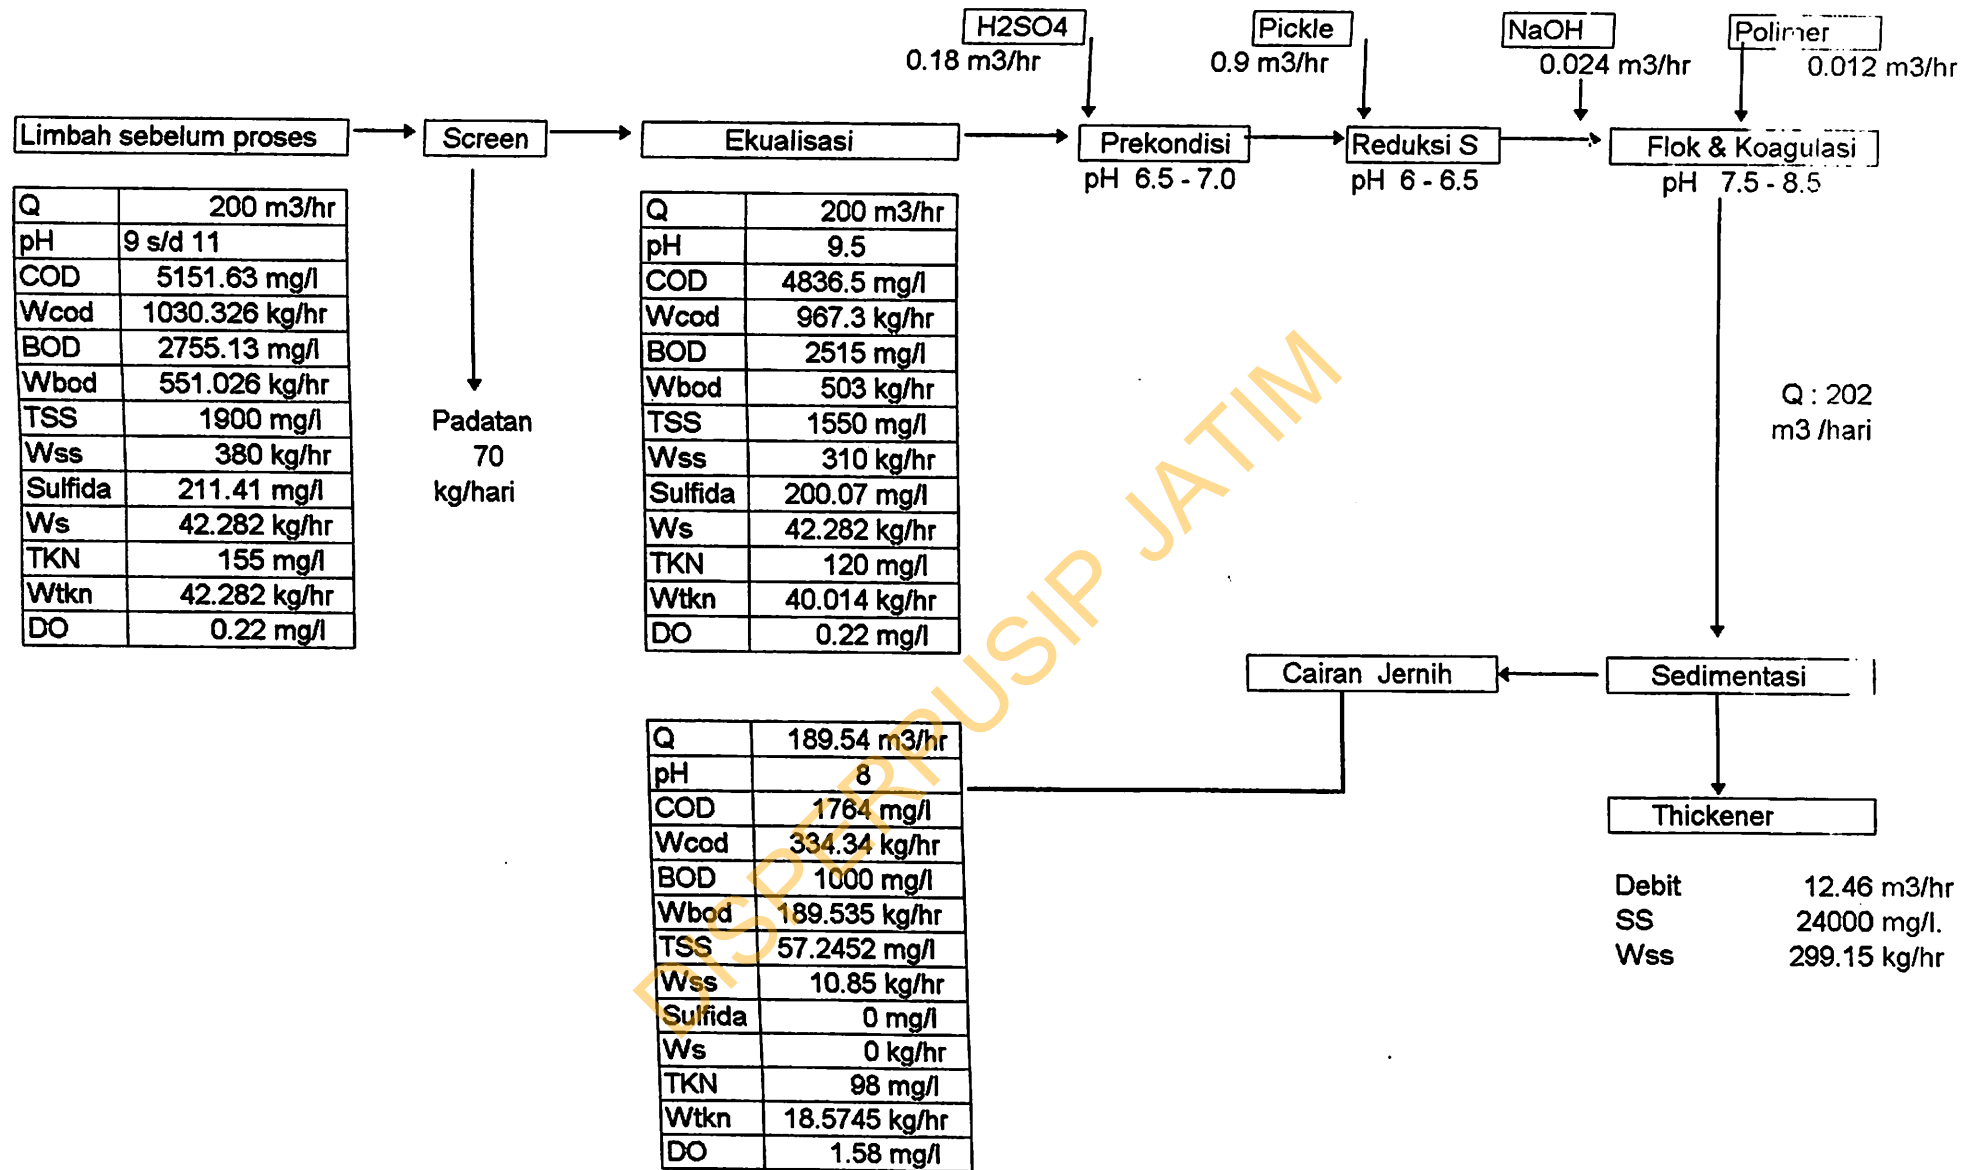 H2SO4
0.18 m3/hr
Pickle
0.9 m3/hr
NaOH
0.024 m3/hr
Polimer
0.012 m3/hr
Limbah sebelum proses
Screen
Ekualisasi
Prekondisi
pH 6.5 - 7.0
Reduksi S
pH 6 - 6.5
Flok & Koagulasi
pH 7.5 - 8.5
Q 200 m3/hr
pH 9 s/d 11
COD 5151.63 mg/l
Wcod 1030.326 kg/hr
BOD 2755.13 mg/l
Wbod 551.026 kg/hr
TSS 1900 mg/l
Wss 380 kg/hr
Sulfida 211.41 mg/l
Ws 42.282 kg/hr
TKN 155 mg/l
Wtkn 42.282 kg/hr
DO 0.22 mg/l
Padatan
70
kg/hari
Q 200 m3/hr
pH 9.5
COD 4836.5 mg/l
Wcod 967.3 kg/hr
BOD 2515 mg/l
Wbod 503 kg/hr
TSS 1550 mg/l
Wss 310 kg/hr
Sulfida 200.07 mg/l
Ws 42.282 kg/hr
TKN 120 mg/l
Wtkn 40.014 kg/hr
DO 0.22 mg/l
Q : 202
m3 /hari
Cairan Jernih
Sedimentasi
Thickener
Q 189.54 m3/hr
pH 8
COD 1764 mg/l
Wcod 334.34 kg/hr
BOD 1000 mg/l
Wbod 189.535 kg/hr
TSS 57.2452 mg/l
Wss 10.85 kg/hr
Sulfida 0 mg/l
Ws 0 kg/hr
TKN 98 mg/l
Wtkn 18.5745 kg/hr
DO 1.58 mg/l
Debit 12.46 m3/hr
SS 24000 mg/l.
Wss 299.15 kg/hr
DISPERPUSIP JATIM